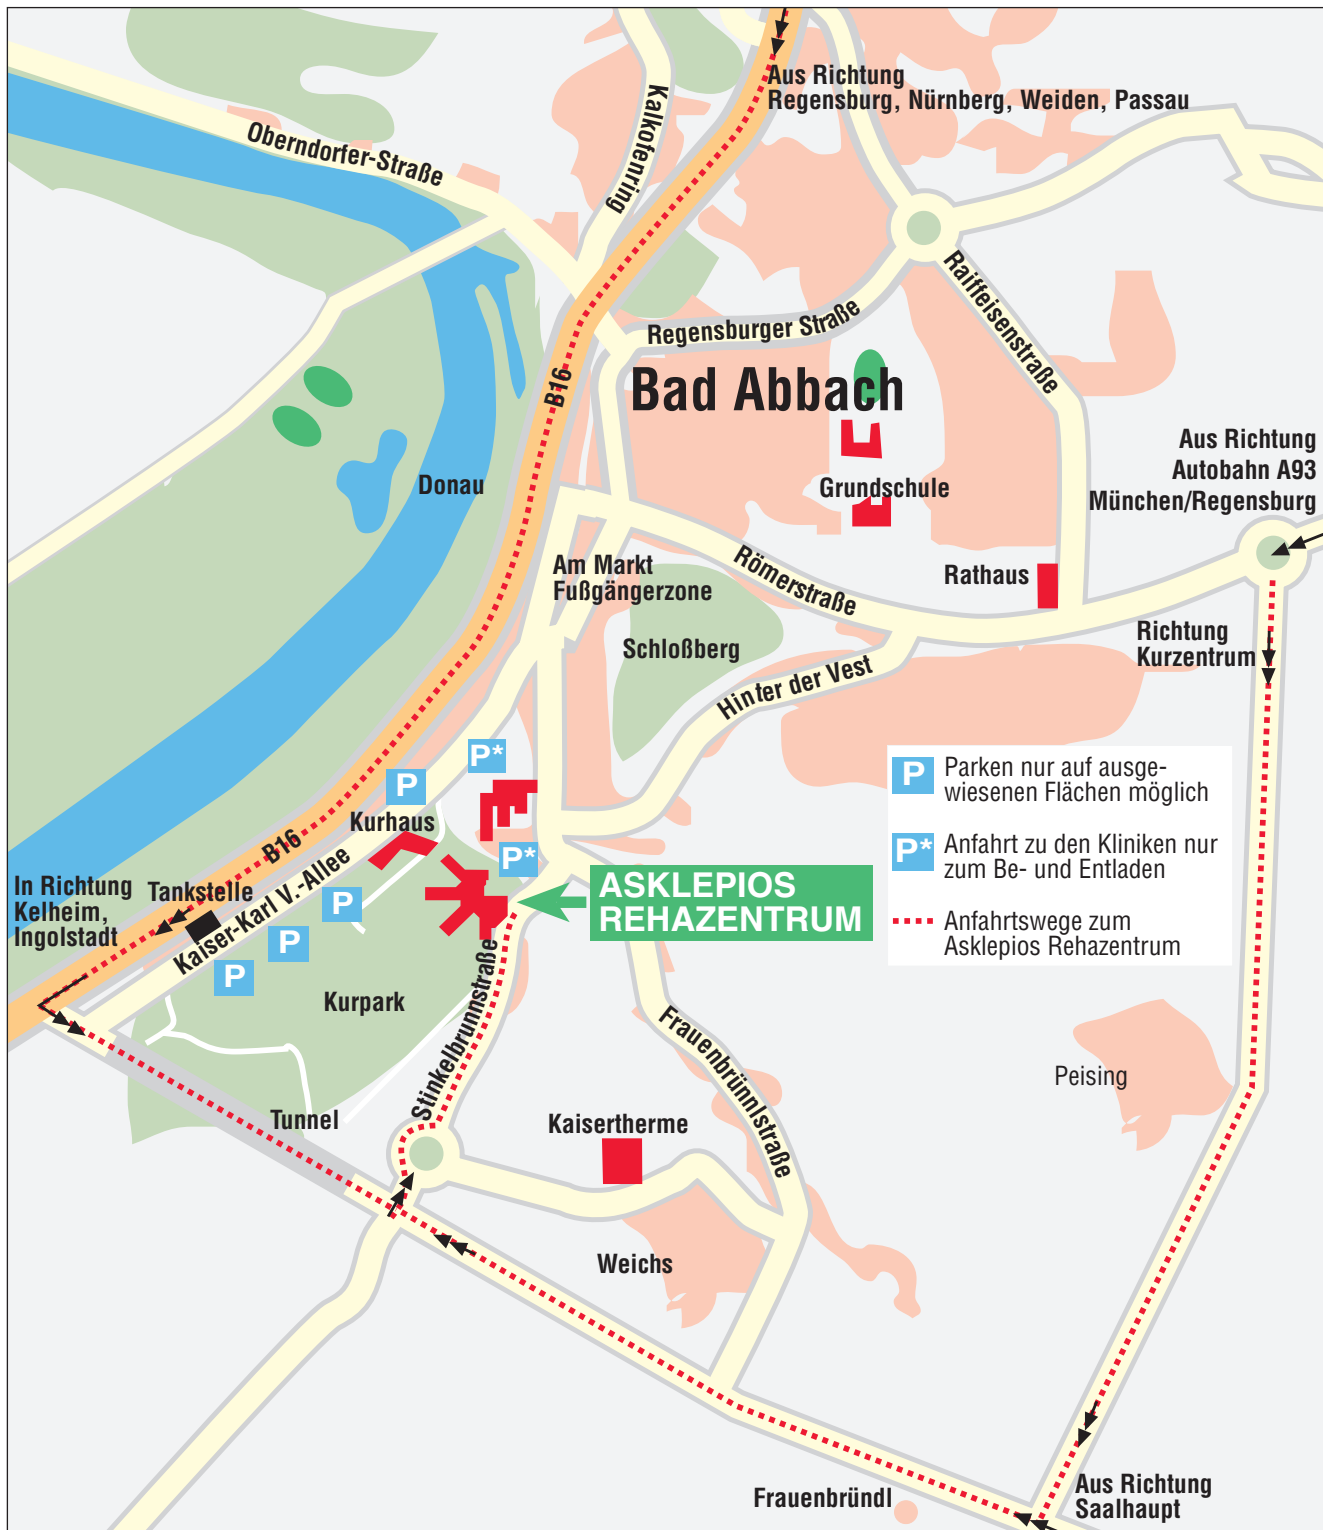 Aus Richtung
Regensburg, Nürnberg, Weiden, Passau
Kalkofenring
Oberndorfer-Straße
Raiffeisenstraße
Regensburger Straße
B16
Bad Abbach
Aus Richtung
Autobahn A93
München/Regensburg
Donau
Grundschule
Am Markt
Fußgängerzone
Römerstraße
Rathaus
Schloßberg
Richtung
Kurzentrum
Hinter der Vest
P*
P
Kurhaus
P Parken nur auf ausge-
wiesenen Flächen möglich
P* Anfahrt zu den Kliniken nur
zum Be- und Entladen
Anfahrtswege zum
Asklepios Rehazentrum
B16
P*
In Richtung
Kelheim,
Ingolstadt
Tankstelle
Kaiser-Karl V.-Allee
P
P
P
ASKLEPIOS
REHAZENTRUM
Kurpark
Stinkelbrunnstraße
Frauenbrünnlstraße
Peising
Tunnel
Kaisertherme
Weichs
Frauenbründl
Aus Richtung
Saalhaupt